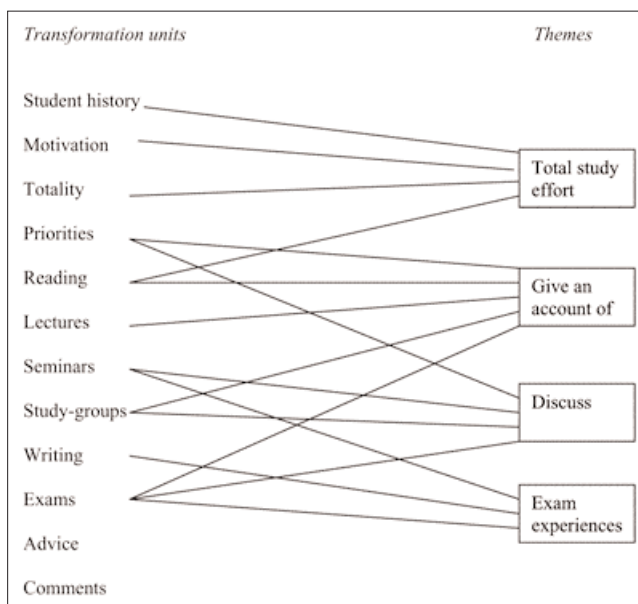 Transformation units
Themes
Student history
Motivation
Total study
effort
Totality
Priorities
Reading
Give an
account of
Lectures
Seminars
Discuss
Study-groups
Writing
Exams
Exam
experiences
Advice
Comments